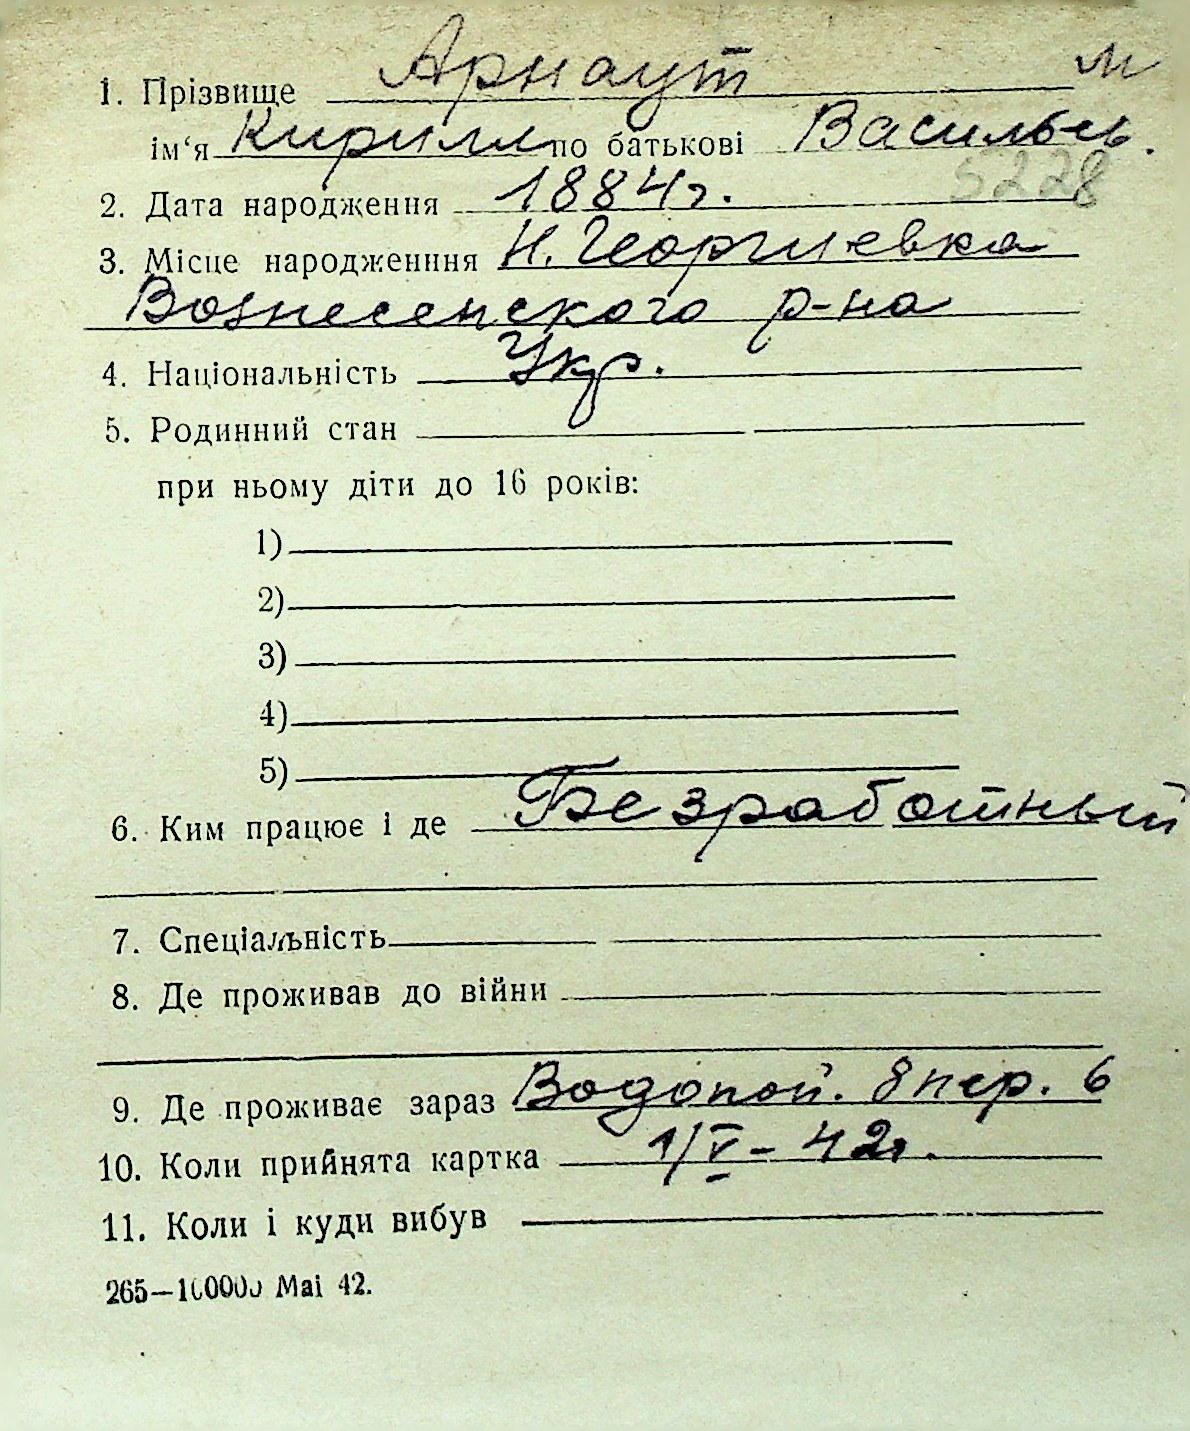 м
1. Прізвище Арнаут
ім'я Кирилл по батькові Васильев.
5228
2. Дата народження 1884г.
3. Місце народженння Н. Георгиевка
Вознесенского р-на
4. Національність Укр.
5. Родинний стан
при ньому діти до 16 років:
1)
2)
3)
4)
5)
6. Ким працює і де Безработный
7. Спеціальність
8. Де проживав до війни
9. Де проживає зараз Водопой. 8 пер. 6
10. Коли прийнята картка 1/V – 42г.
11. Коли і куди вибув
265—100000 Mai 42.